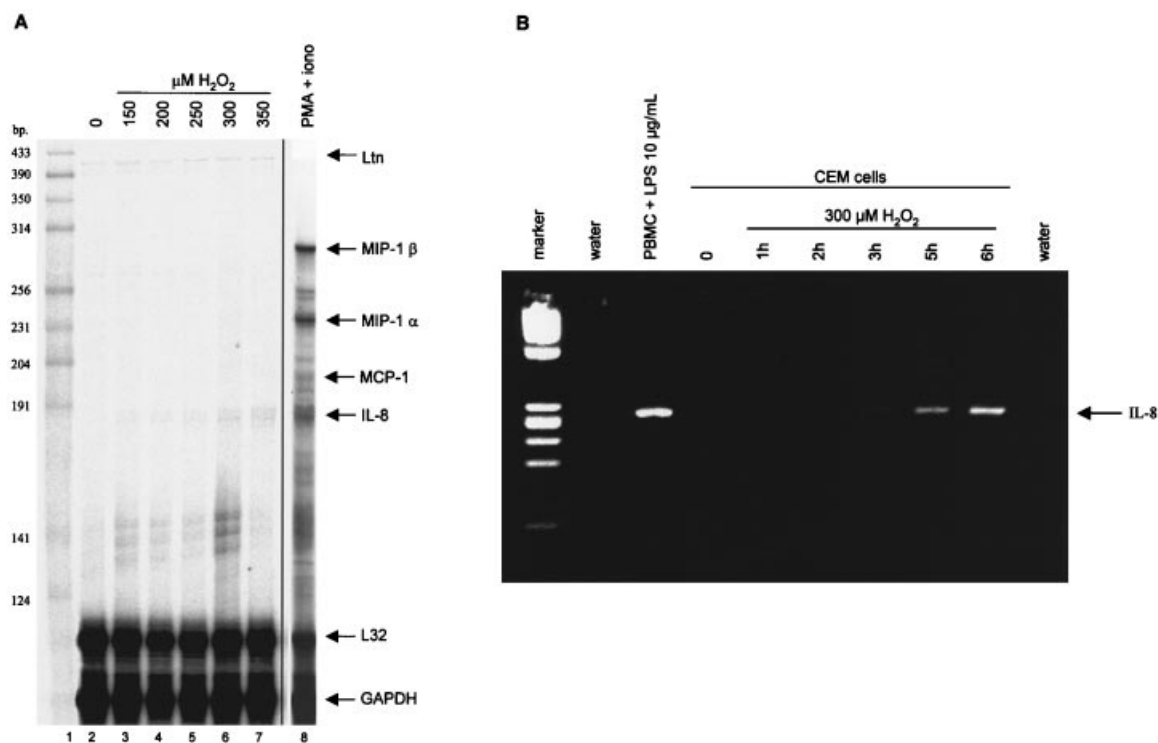 A
µM H2O2
PMA + iono
0
150
200
250
300
350
bp.
433
390
350
314
256
231
204
191
141
124
Ltn
MIP-1 β
MIP-1 α
MCP-1
IL-8
L32
GAPDH
1 2 3 4 5 6 7 8
B
marker
water
PBMC + LPS 10 µg/mL
CEM cells
300 µM H2O2
0
1h
2h
3h
5h
6h
water
IL-8